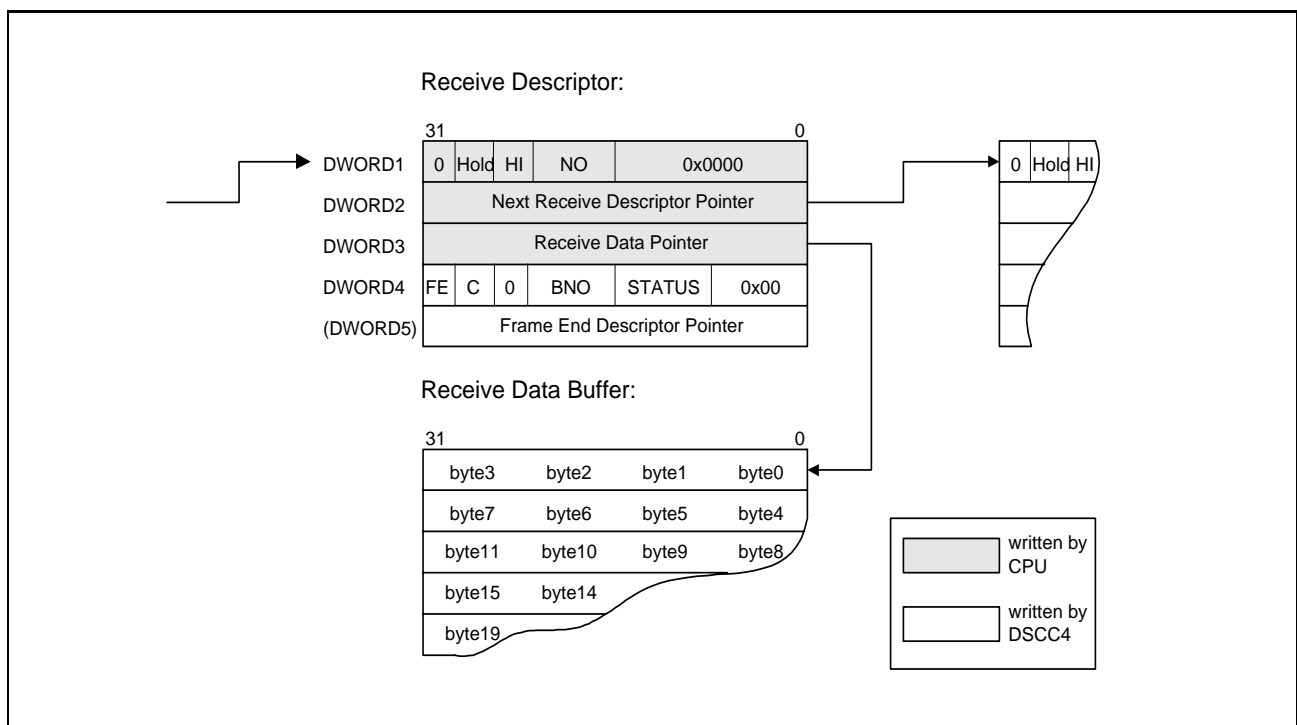 Receive Descriptor:
31 0
DWORD1 0 Hold HI NO 0x0000 0 Hold HI
DWORD2 Next Receive Descriptor Pointer
DWORD3 Receive Data Pointer
DWORD4 FE C 0 BNO STATUS 0x00
(DWORD5) Frame End Descriptor Pointer
Receive Data Buffer:
31 0
byte3 byte2 byte1 byte0
byte7 byte6 byte5 byte4
byte11 byte10 byte9 byte8
byte15 byte14
byte19
written by
CPU
written by
DSCC4